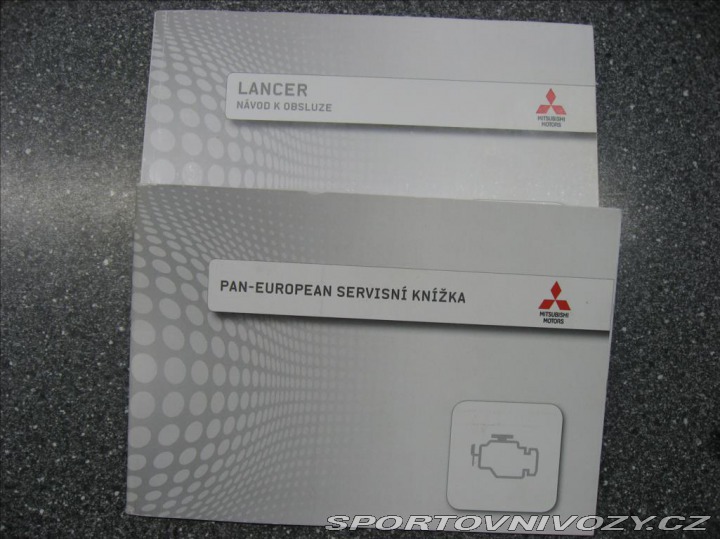 LANCER
NÁVOD K OBSLUZE
MITSUBISHI
MOTORS
PAN-EUROPEAN SERVISNÍ KNÍŽKA
MITSUBISHI
MOTORS
SPORTOVNIVOZY.CZ